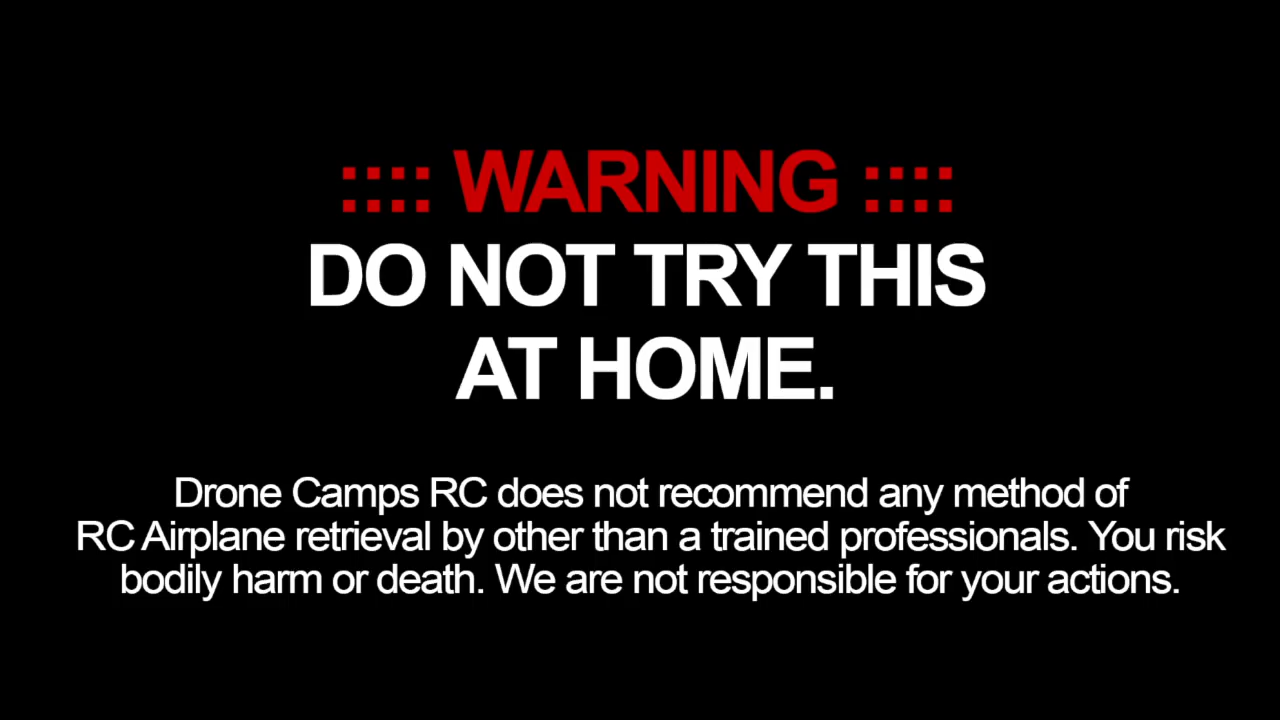 :::: WARNING ::::
DO NOT TRY THIS
AT HOME.
Drone Camps RC does not recommend any method of
RC Airplane retrieval by other than a trained professionals. You risk
bodily harm or death. We are not responsible for your actions.